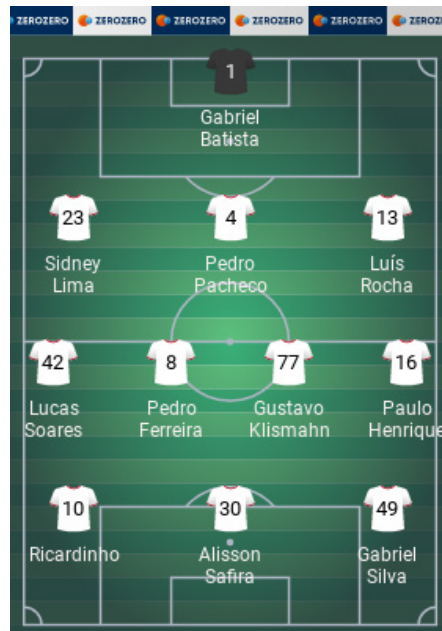 ZEROZERO ZEROZERO ZEROZERO ZEROZERO ZEROZERO
1
Gabriel
Batista
23 4 13
Sidney Pedro Luís
Lima Pacheco Rocha
42 8 77 16
Lucas Pedro Gustavo Paulo
Soares Ferreira Klismahn Henrique
10 30 49
Ricardinho Alisson Gabriel
Safira Silva